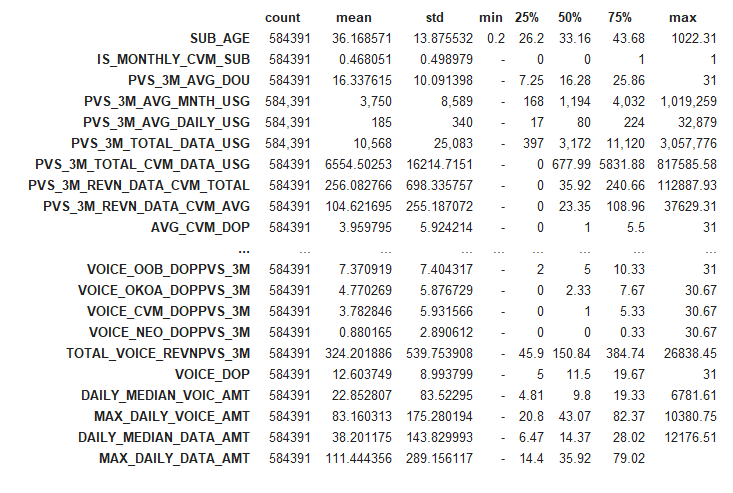 count mean std min 25% 50% 75% max
SUB_AGE 584391 36.168571 13.875532 0.2 26.2 33.16 43.68 1022.31
IS_MONTHLY_CVM_SUB 584391 0.468051 0.498979 - 0 0 1 1
PVS_3M_AVG_DOU 584391 16.337615 10.091398 - 7.25 16.28 25.86 31
PVS_3M_AVG_MNTH_USG 584,391 3,750 8,589 - 168 1,194 4,032 1,019,259
PVS_3M_AVG_DAILY_USG 584,391 185 340 - 17 80 224 32,879
PVS_3M_TOTAL_DATA_USG 584,391 10,568 25,083 - 397 3,172 11,120 3,057,776
PVS_3M_TOTAL_CVM_DATA_USG 584391 6554.50253 16214.7151 - 0 677.99 5831.88 817585.58
PVS_3M_REVN_DATA_CVM_TOTAL 584391 256.082766 698.335757 - 0 35.92 240.66 112887.93
PVS_3M_REVN_DATA_CVM_AVG 584391 104.621695 255.187072 - 0 23.35 108.96 37629.31
AVG_CVM_DOP 584391 3.959795 5.924214 - 0 1 5.5 31
... ... ... ... ... ... ... ... ...
VOICE_OOB_DOPPVS_3M 584391 7.370919 7.404317 - 2 5 10.33 31
VOICE_OKOA_DOPPVS_3M 584391 4.770269 5.876729 - 0 2.33 7.67 30.67
VOICE_CVM_DOPPVS_3M 584391 3.782846 5.931566 - 0 1 5.33 30.67
VOICE_NEO_DOPPVS_3M 584391 0.880165 2.890612 - 0 0 0.33 30.67
TOTAL_VOICE_REVNPVS_3M 584391 324.201886 539.753908 - 45.9 150.84 384.74 26838.45
VOICE_DOP 584391 12.603749 8.993799 - 5 11.5 19.67 31
DAILY_MEDIAN_VOIC_AMT 584391 22.852807 83.52295 - 4.81 9.8 19.33 6781.61
MAX_DAILY_VOICE_AMT 584391 83.160313 175.280194 - 20.8 43.07 82.37 10380.75
DAILY_MEDIAN_DATA_AMT 584391 38.201175 143.829993 - 6.47 14.37 28.02 12176.51
MAX_DAILY_DATA_AMT 584391 111.444356 289.156117 - 14.4 35.92 79.02